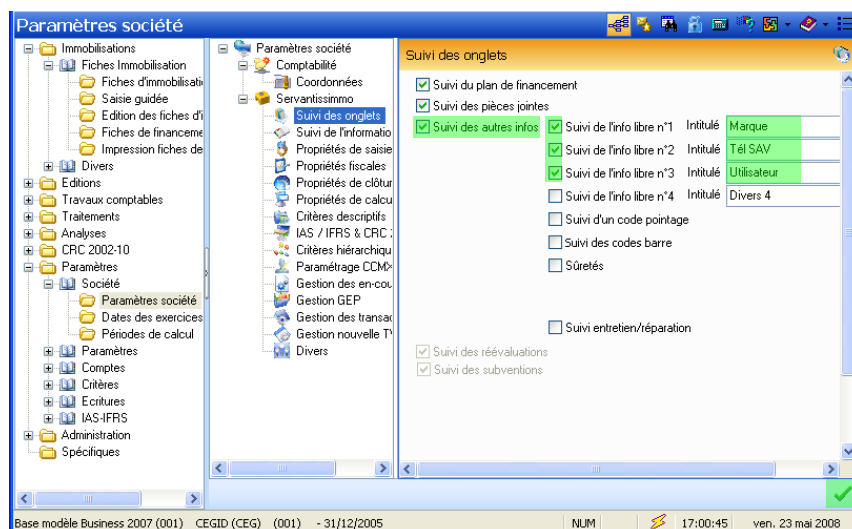 Paramètres société
Immobilisations
Fiches Immobilisation
Fiches d'immobilisati
Saisie guidée
Edition des fiches d'i
Fiches de financeme
Impression fiches de
Divers
Editions
Travaux comptables
Traitements
Analyses
CRC 2002-10
Paramètres
Société
Paramètres société
Dates des exercices
Périodes de calcul
Paramètres
Comptes
Critères
Ecritures
IAS-IFRS
Administration
Spécifiques
Paramètres société
Comptabilité
Coordonnées
Servantissimo
Suivi des onglets
Suivi de l'informatio
Propriétés de saisie
Propriétés fiscales
Propriétés de clôtur
Propriétés de calcu
Critères descriptifs
IAS / IFRS & CRC
Critères hiérarchiqu
Paramétrage CCMX
Gestion des en-cou
Gestion GEP
Gestion des transac
Gestion nouvelle T
Divers
Suivi des onglets
Suivi du plan de financement
Suivi des pièces jointes
Suivi des autres infos Suivi de l'info libre n°1 Intitulé Marque
Suivi de l'info libre n°2 Intitulé Tél SAV
Suivi de l'info libre n°3 Intitulé Utilisateur
Suivi de l'info libre n°4 Intitulé Divers 4
Suivi d'un code pointage
Suivi des codes barre
Sûretés
Suivi entretien/réparation
Suivi des réévaluations
Suivi des subventions
Base modèle Business 2007 (001) CEGID (CEG) (001) - 31/12/2005 NUM 17:00:45 ven. 23 mai 2008